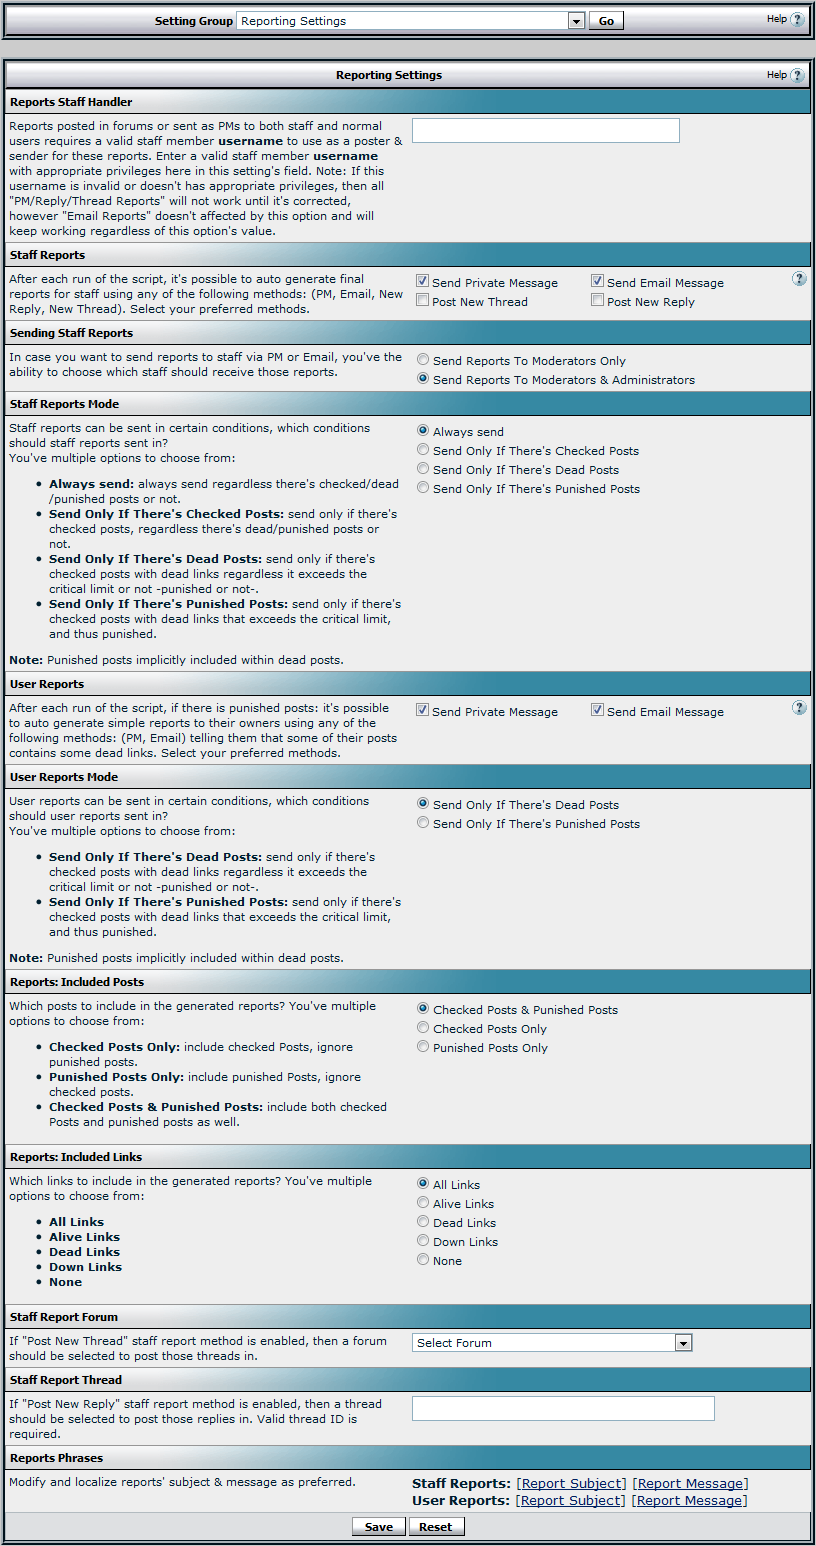 Setting Group Reporting Settings Go Help ?
Reporting Settings Help ?
Reports Staff Handler
Reports posted in forums or sent as PMs to both staff and normal
users requires a valid staff member username to use as a poster &
sender for these reports. Enter a valid staff member username
with appropriate privileges here in this setting's field. Note: If this
username is invalid or doesn't has appropriate privileges, then all
"PM/Reply/Thread Reports" will not work until it's corrected,
however "Email Reports" doesn't affected by this option and will
keep working regardless of this option's value.
Staff Reports
After each run of the script, it's possible to auto generate final
reports for staff using any of the following methods: (PM, Email, New
Reply, New Thread). Select your preferred methods.
Send Private Message Send Email Message ?
Post New Thread Post New Reply
Sending Staff Reports
In case you want to send reports to staff via PM or Email, you've the
ability to choose which staff should receive those reports.
Send Reports To Moderators Only
Send Reports To Moderators & Administrators
Staff Reports Mode
Staff reports can be sent in certain conditions, which conditions
should staff reports sent in?
You've multiple options to choose from:
• Always send: always send regardless there's checked/dead
/punished posts or not.
• Send Only If There's Checked Posts: send only if there's
checked posts, regardless there's dead/punished posts or
not.
• Send Only If There's Dead Posts: send only if there's
checked posts with dead links regardless it exceeds the
critical limit or not -punished or not-.
• Send Only If There's Punished Posts: send only if there's
checked posts with dead links that exceeds the critical limit,
and thus punished.
Note: Punished posts implicitly included within dead posts.
Always send
Send Only If There's Checked Posts
Send Only If There's Dead Posts
Send Only If There's Punished Posts
User Reports
After each run of the script, if there is punished posts: it's possible
to auto generate simple reports to their owners using any of the
following methods: (PM, Email) telling them that some of their posts
contains some dead links. Select your preferred methods.
Send Private Message Send Email Message ?
User Reports Mode
User reports can be sent in certain conditions, which conditions
should user reports sent in?
You've multiple options to choose from:
• Send Only If There's Dead Posts: send only if there's
checked posts with dead links regardless it exceeds the
critical limit or not -punished or not-.
• Send Only If There's Punished Posts: send only if there's
checked posts with dead links that exceeds the critical limit,
and thus punished.
Note: Punished posts implicitly included within dead posts.
Send Only If There's Dead Posts
Send Only If There's Punished Posts
Reports: Included Posts
Which posts to include in the generated reports? You've multiple
options to choose from:
• Checked Posts Only: include checked Posts, ignore
punished posts.
• Punished Posts Only: include punished Posts, ignore
checked posts.
• Checked Posts & Punished Posts: include both checked
Posts and punished posts as well.
Checked Posts & Punished Posts
Checked Posts Only
Punished Posts Only
Reports: Included Links
Which links to include in the generated reports? You've multiple
options to choose from:
• All Links
• Alive Links
• Dead Links
• Down Links
• None
All Links
Alive Links
Dead Links
Down Links
None
Staff Report Forum
If "Post New Thread" staff report method is enabled, then a forum
should be selected to post those threads in.
Select Forum
Staff Report Thread
If "Post New Reply" staff report method is enabled, then a thread
should be selected to post those replies in. Valid thread ID is
required.
Reports Phrases
Modify and localize reports' subject & message as preferred.
Staff Reports: [Report Subject] [Report Message]
User Reports: [Report Subject] [Report Message]
Save Reset